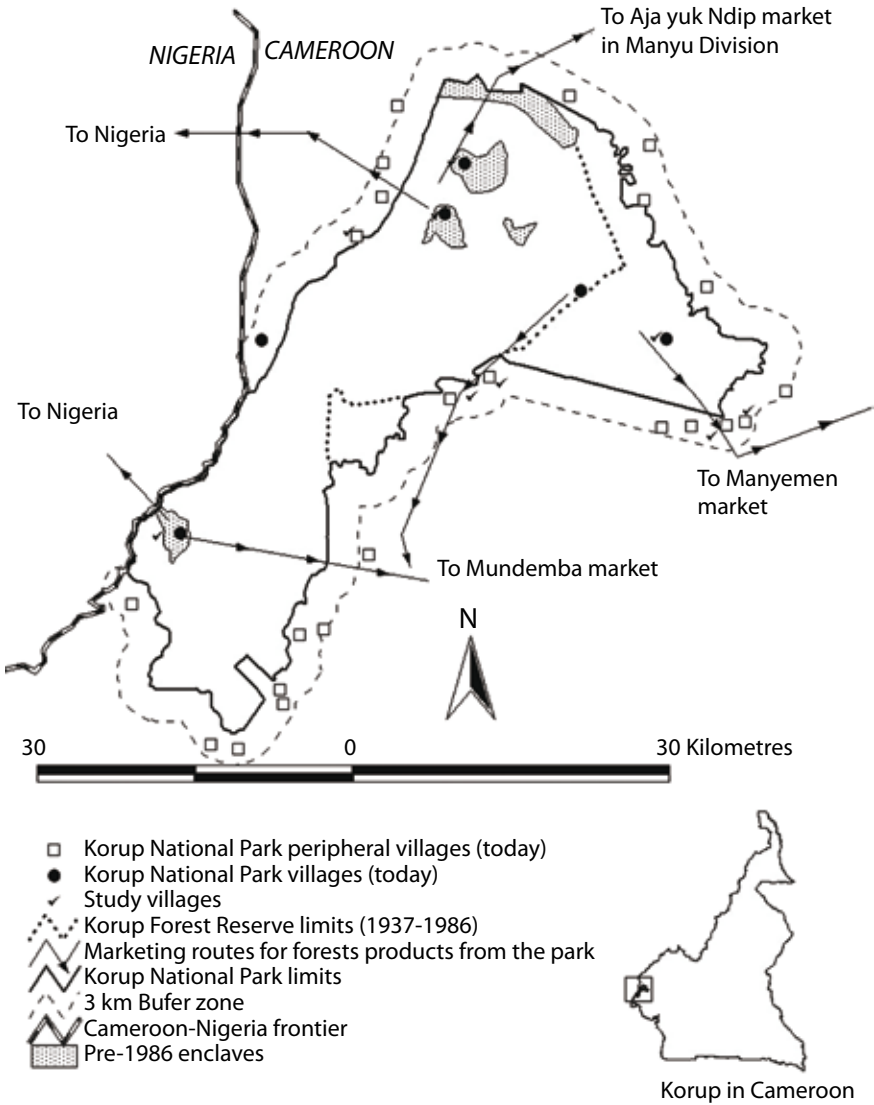 To Aja yuk Ndip market
in Manyu Division
NIGERIA
CAMEROON
To Nigeria
To Nigeria
To Manyemen
market
To Mundemba market
N
30
0
30 Kilometres
Korup National Park peripheral villages (today)
Korup National Park villages (today)
Study villages
Korup Forest Reserve limits (1937-1986)
Marketing routes for forests products from the park
Korup National Park limits
3 km Bufer zone
Cameroon-Nigeria frontier
Pre-1986 enclaves
Korup in Cameroon